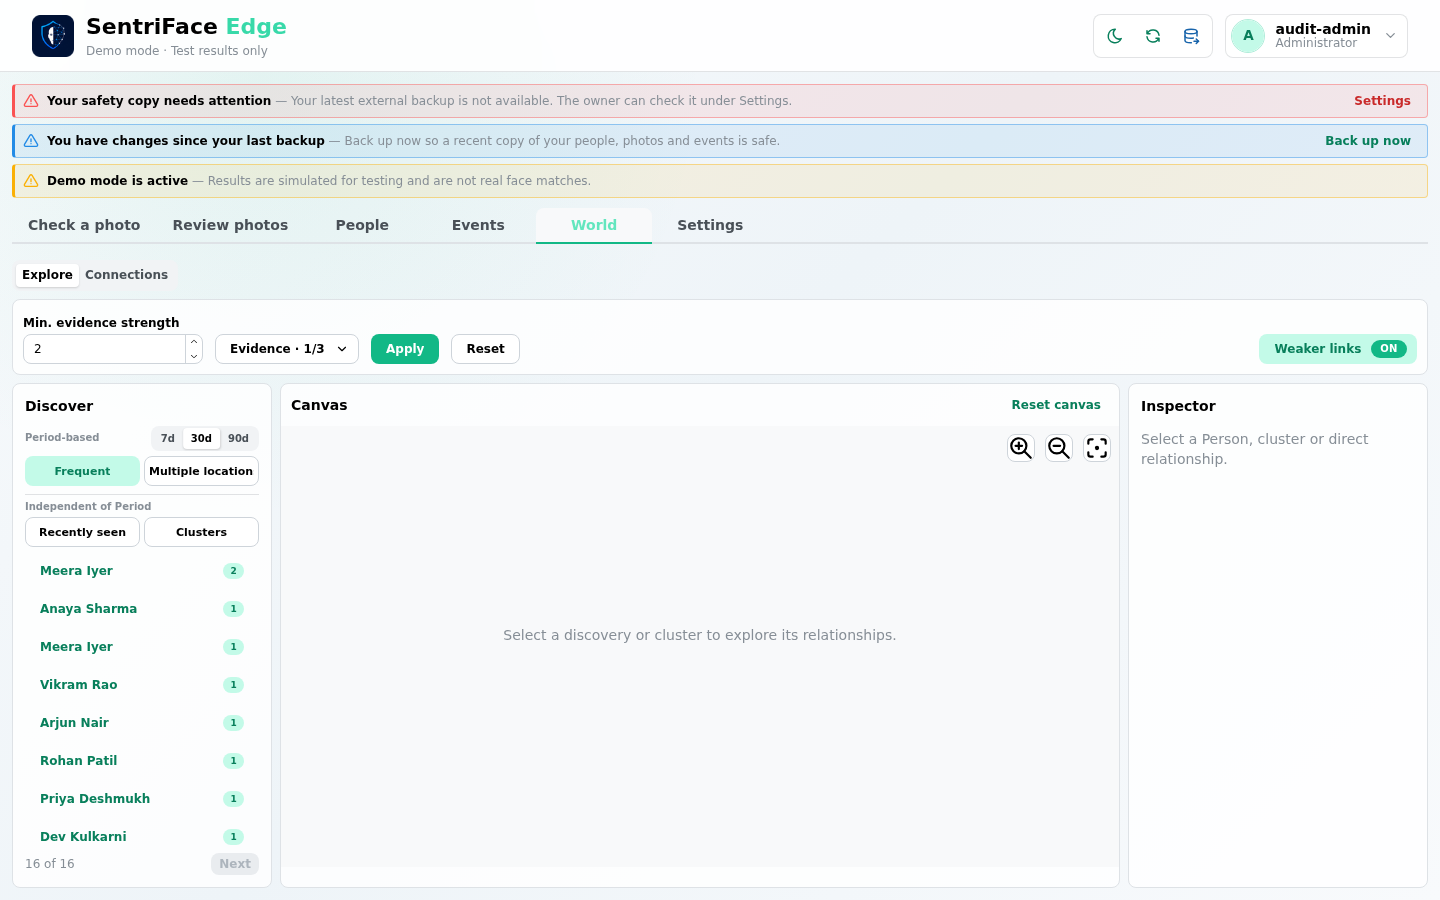 SentriFace Edge
Demo mode · Test results only
A
audit-admin
Administrator
Your safety copy needs attention — Your latest external backup is not available. The owner can check it under Settings.
Settings
You have changes since your last backup — Back up now so a recent copy of your people, photos and events is safe.
Back up now
Demo mode is active — Results are simulated for testing and are not real face matches.
Check a photo Review photos People Events World Settings
Explore Connections
Min. evidence strength
2 Evidence · 1/3 Apply Reset Weaker links ON
Discover
Period-based 7d 30d 90d
Frequent Multiple location
Independent of Period
Recently seen Clusters
Meera Iyer 2
Anaya Sharma 1
Meera Iyer 1
Vikram Rao 1
Arjun Nair 1
Rohan Patil 1
Priya Deshmukh 1
Dev Kulkarni 1
16 of 16 Next
Canvas Reset canvas
Select a discovery or cluster to explore its relationships.
Inspector
Select a Person, cluster or direct
relationship.